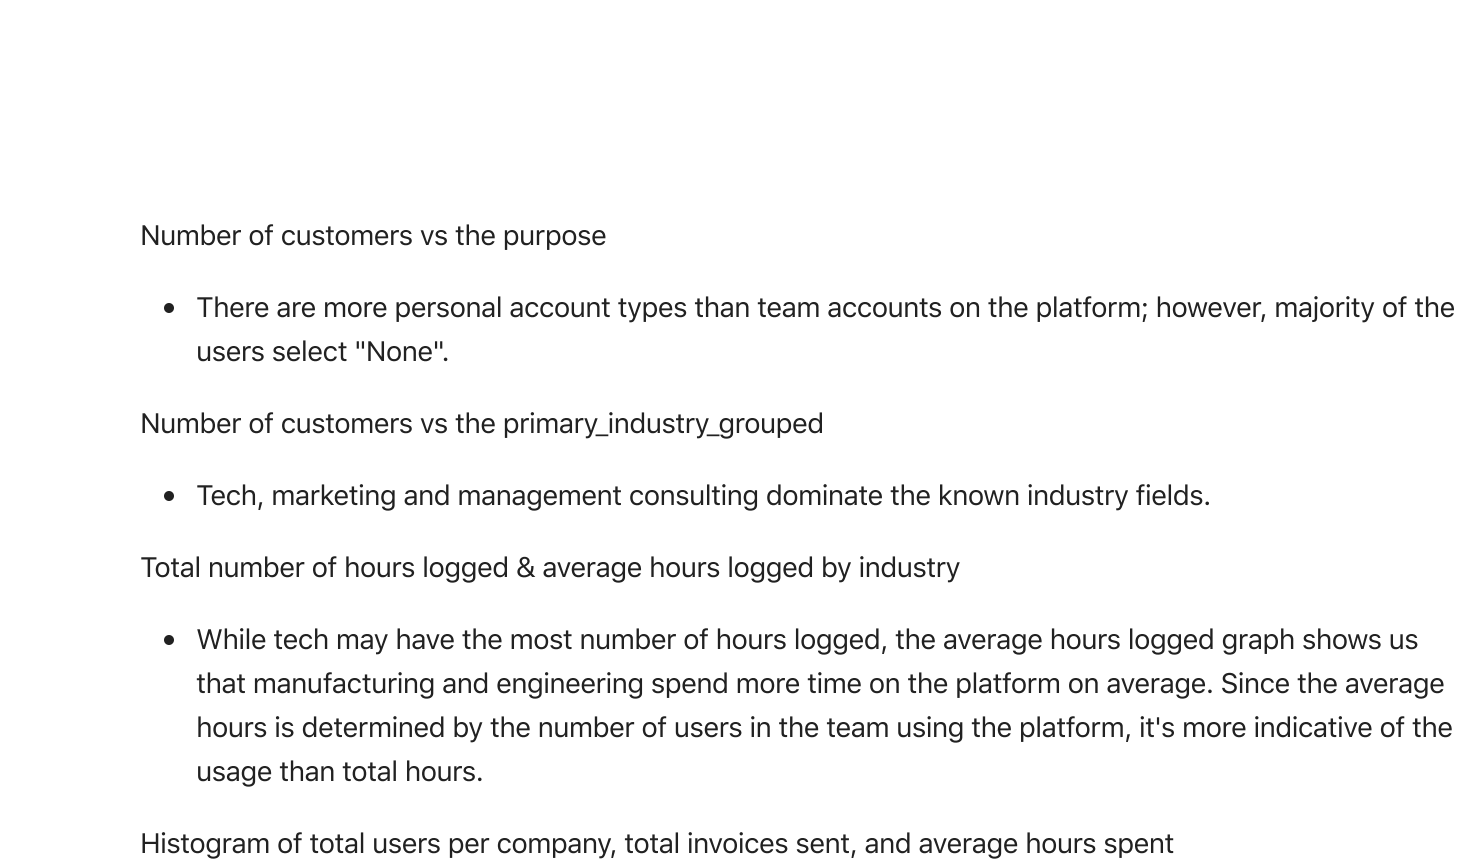 Number of customers vs the purpose
• There are more personal account types than team accounts on the platform; however, majority of the
users select "None".
Number of customers vs the primary_industry_grouped
• Tech, marketing and management consulting dominate the known industry fields.
Total number of hours logged & average hours logged by industry
• While tech may have the most number of hours logged, the average hours logged graph shows us
that manufacturing and engineering spend more time on the platform on average. Since the average
hours is determined by the number of users in the team using the platform, it's more indicative of the
usage than total hours.
Histogram of total users per company, total invoices sent, and average hours spent